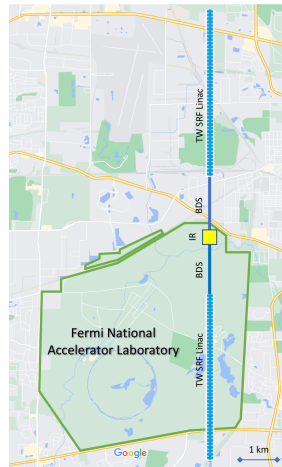 TW SRF Linac
BDS
IR
BDS
Fermi National
Accelerator Laboratory
TW SRF Linac
Google
1 km